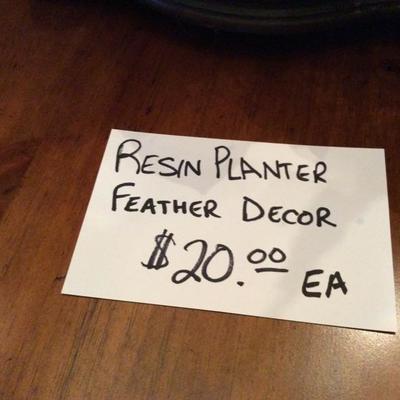 RESIN PLANTER
FEATHER DECOR
$20.00 EA